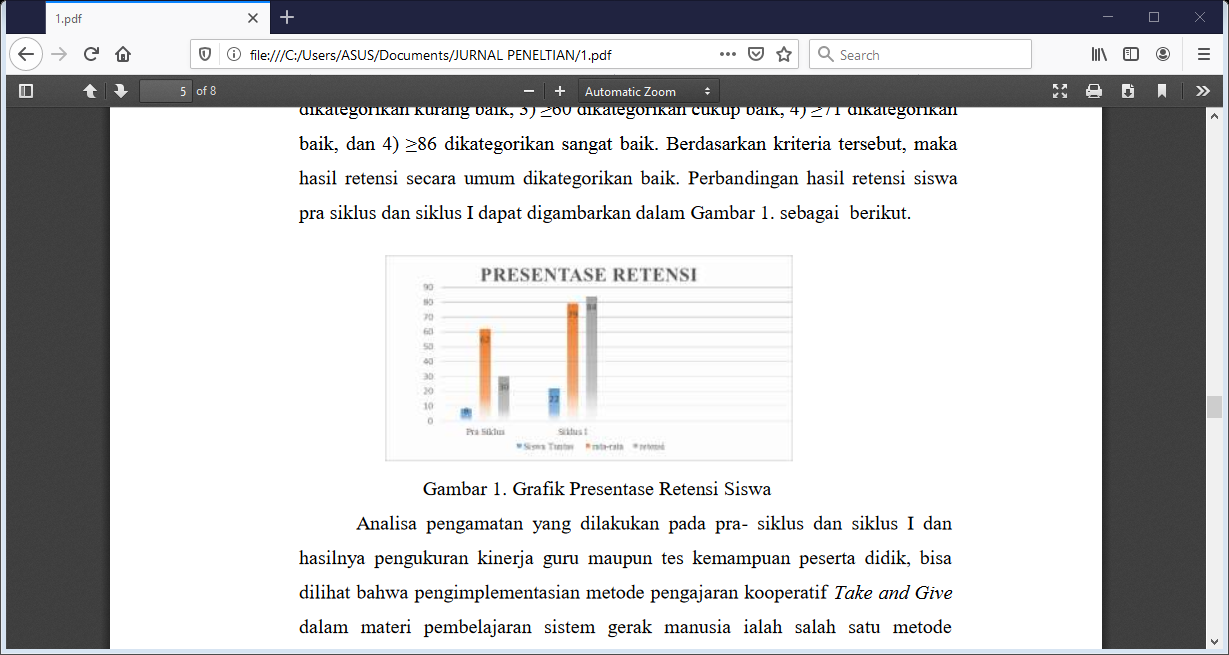 1.pdf
file:///C:/Users/ASUS/Documents/JURNAL PENELTIAN/1.pdf
Search
5 of 8
Automatic Zoom
dikategorikan kurang baik, 3) ≥60 dikategorikan cukup baik, 4) ≥71 dikategorikan
baik, dan 4) ≥86 dikategorikan sangat baik. Berdasarkan kriteria tersebut, maka
hasil retensi secara umum dikategorikan baik. Perbandingan hasil retensi siswa
pra siklus dan siklus I dapat digambarkan dalam Gambar 1. sebagai berikut.
PRESENTASE RETENSI
90
80
70
60
50
40
30
20
10
0
62
30
22
79
84
Pra Siklus
Siklus I
Siswa Tuntas rata-rata retensi
Gambar 1. Grafik Presentase Retensi Siswa
Analisa pengamatan yang dilakukan pada pra- siklus dan siklus I dan
hasilnya pengukuran kinerja guru maupun tes kemampuan peserta didik, bisa
dilihat bahwa pengimplementasian metode pengajaran kooperatif Take and Give
dalam materi pembelajaran sistem gerak manusia ialah salah satu metode